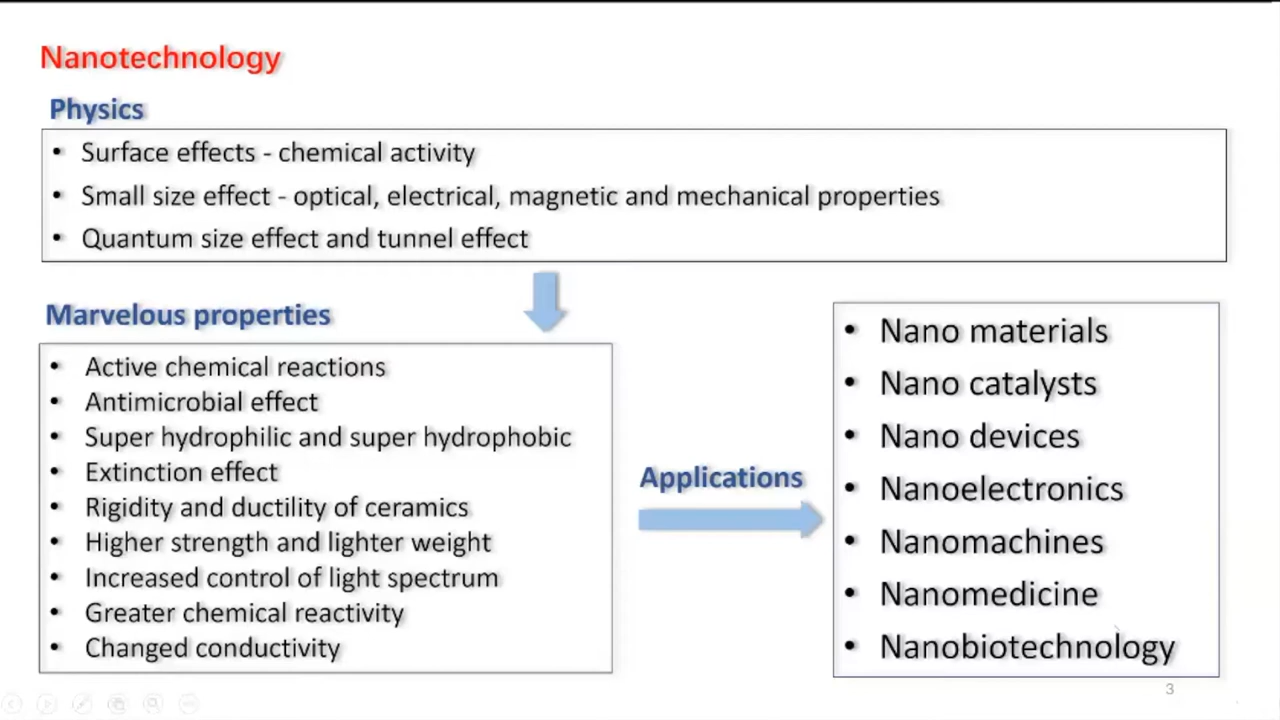 Nanotechnology
Physics
• Surface effects - chemical activity
• Small size effect - optical, electrical, magnetic and mechanical properties
• Quantum size effect and tunnel effect
Marvelous properties
• Active chemical reactions
• Antimicrobial effect
• Super hydrophilic and super hydrophobic
• Extinction effect
• Rigidity and ductility of ceramics
• Higher strength and lighter weight
• Increased control of light spectrum
• Greater chemical reactivity
• Changed conductivity
Applications
• Nano materials
• Nano catalysts
• Nano devices
• Nanoelectronics
• Nanomachines
• Nanomedicine
• Nanobiotechnology
3